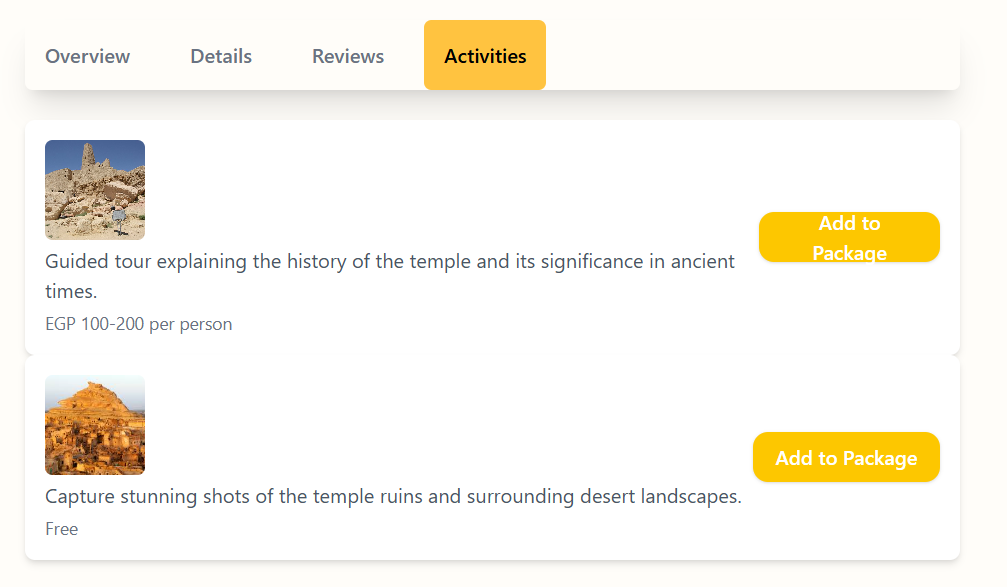 Overview Details Reviews Activities
Guided tour explaining the history of the temple and its significance in ancient
times.
EGP 100-200 per person
Add to
Package
Capture stunning shots of the temple ruins and surrounding desert landscapes.
Free
Add to Package